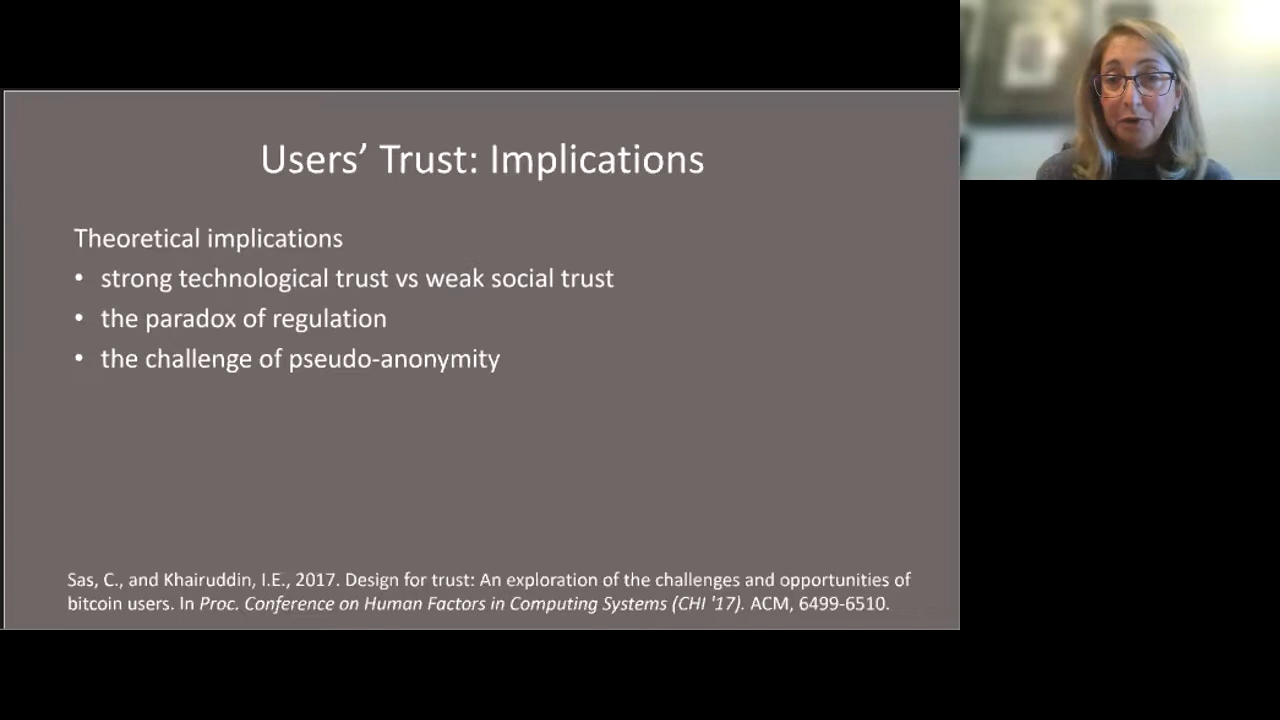 Users’ Trust: Implications
Theoretical implications
• strong technological trust vs weak social trust
• the paradox of regulation
• the challenge of pseudo-anonymity
Sas, C., and Khairuddin, I.E., 2017. Design for trust: An exploration of the challenges and opportunities of
bitcoin users. In Proc. Conference on Human Factors in Computing Systems (CHI '17). ACM, 6499-6510.